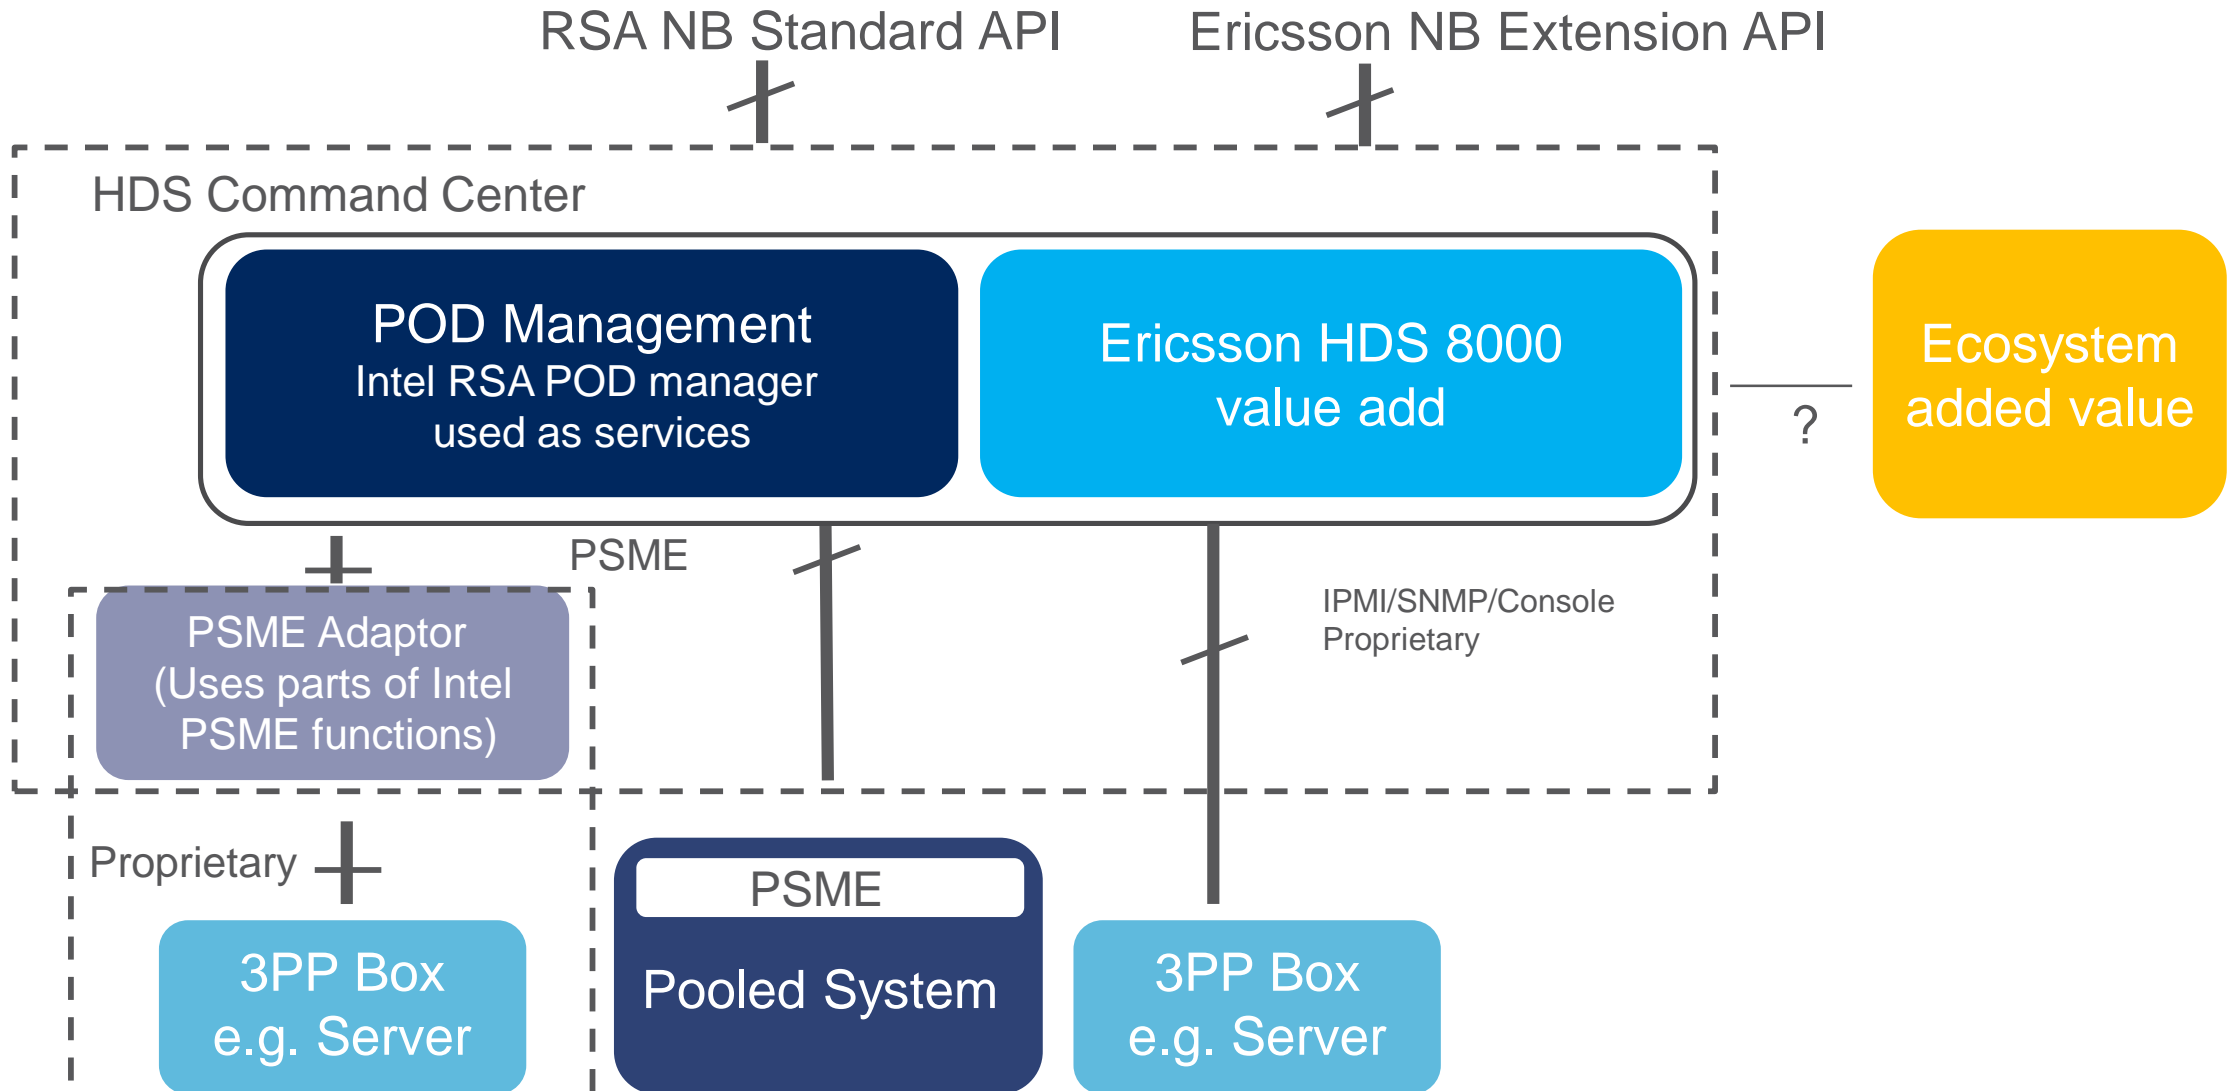 RSA NB Standard API
Ericsson NB Extension API
HDS Command Center
POD Management
Intel RSA POD manager
used as services
Ericsson HDS 8000
value add
Ecosystem
added value
?
PSME
IPMI/SNMP/Console
Proprietary
PSME Adaptor
(Uses parts of Intel
PSME functions)
Proprietary
PSME
Pooled System
3PP Box
e.g. Server
3PP Box
e.g. Server